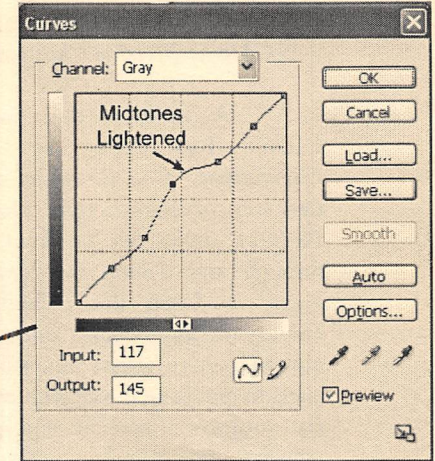 Curves
Channel: Gray
Midtones
Lightened
OK
Cancel
Load...
Save...
Smooth
Auto
Options...
Input: 117
Output: 145
Preview